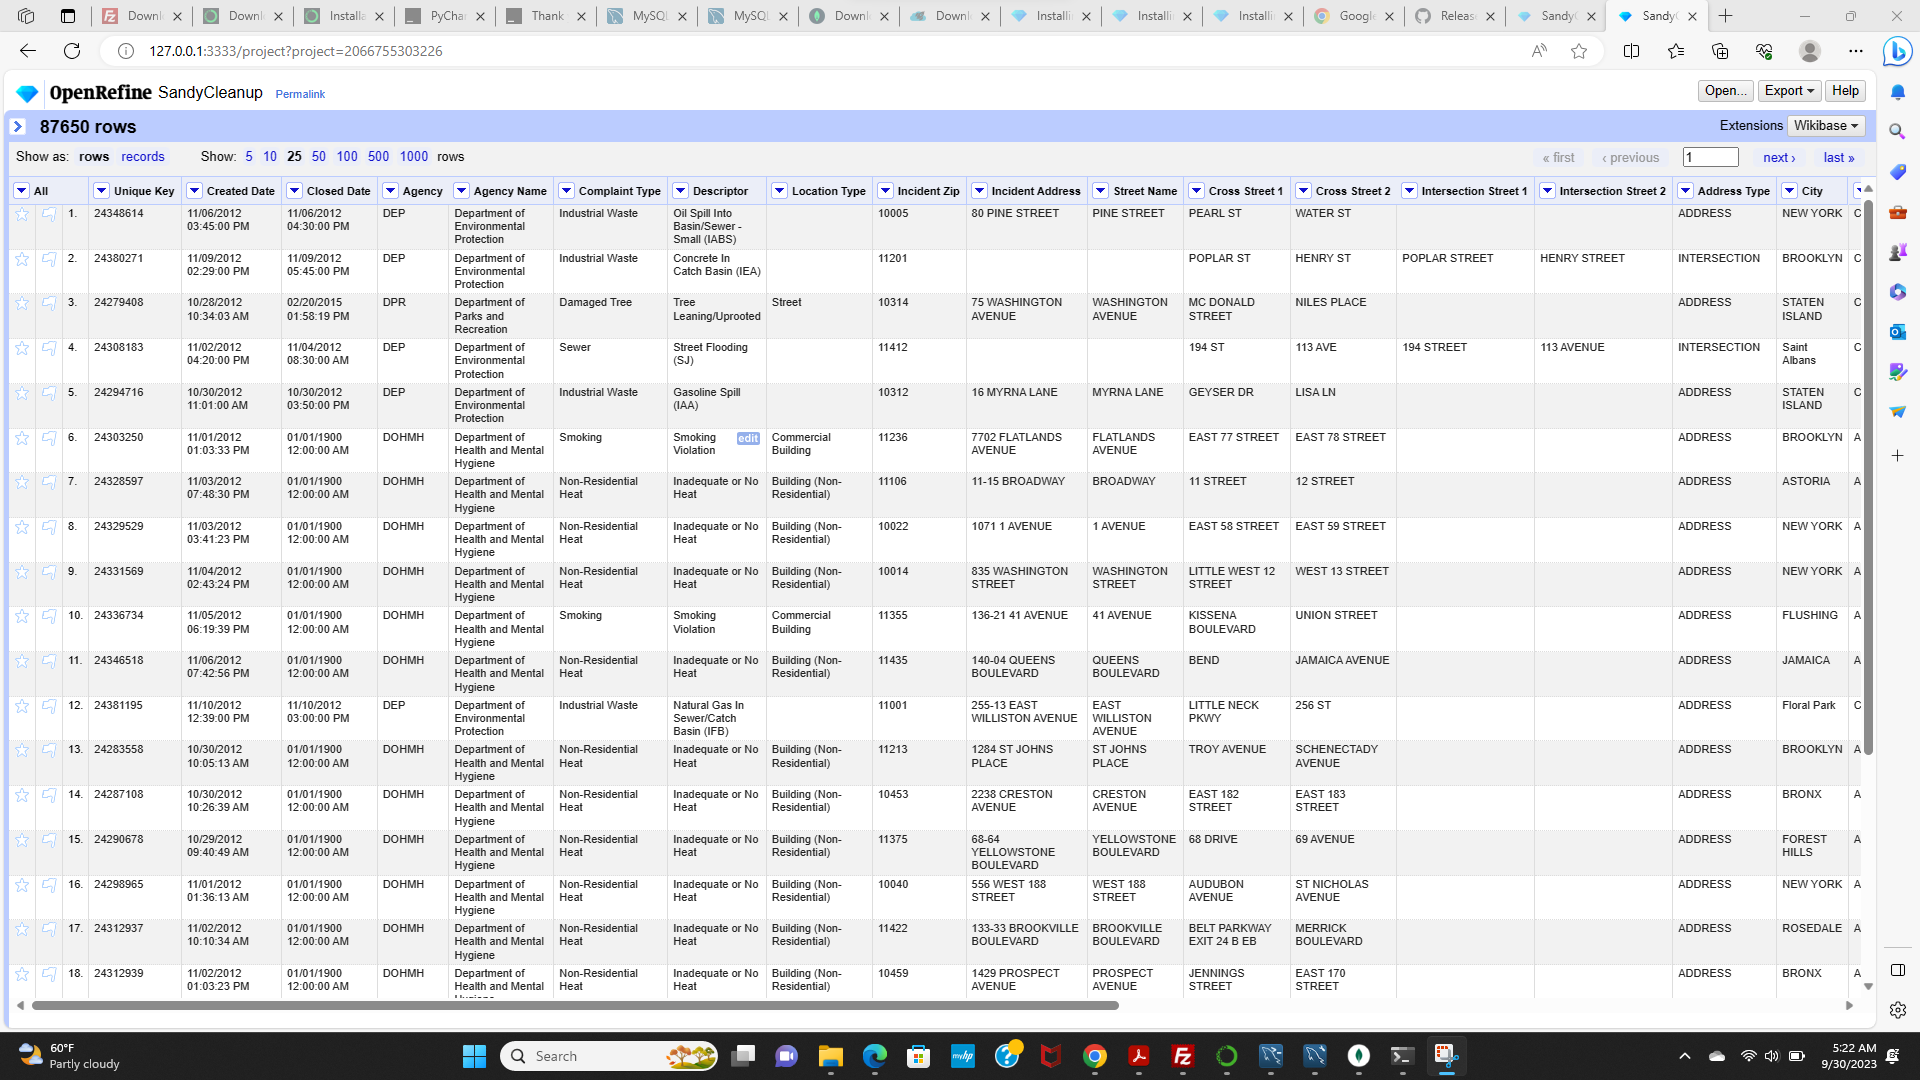 Downl
Downl
Installa
PyChar
Thank
MySQL
MySQL
Downl
Downl
Installin
Installin
Installin
Google
Releas
SandyC
SandyC
127.0.0.1:3333/project?project=2066755303226
OpenRefine SandyCleanup Permalink
Open... Export Help
87650 rows
Extensions Wikibase
Show as: rows records Show: 5 10 25 50 100 500 1000 rows
« first ‹ previous 1 next › last »
All Unique Key Created Date Closed Date Agency Agency Name Complaint Type Descriptor Location Type Incident Zip Incident Address Street Name Cross Street 1 Cross Street 2 Intersection Street 1 Intersection Street 2 Address Type City
1. 24348614 11/06/2012 11/06/2012 DEP Department of Industrial Waste Oil Spill Into 10005 80 PINE STREET PINE STREET PEARL ST WATER ST ADDRESS NEW YORK C
03:45:00 PM 04:30:00 PM Environmental Basin/Sewer -
Protection Small (IABS)
2. 24380271 11/09/2012 11/09/2012 DEP Department of Industrial Waste Concrete In 11201 POPLAR ST HENRY ST POPLAR STREET HENRY STREET INTERSECTION BROOKLYN C
02:29:00 PM 05:45:00 PM Environmental Catch Basin (IEA)
Protection
3. 24279408 10/28/2012 02/20/2015 DPR Department of Damaged Tree Tree Street 10314 75 WASHINGTON WASHINGTON MC DONALD NILES PLACE ADDRESS STATEN C
10:34:03 AM 01:58:19 PM Parks and Leaning/Uprooted AVENUE AVENUE STREET ISLAND
Recreation
4. 24308183 11/02/2012 11/04/2012 DEP Department of Sewer Street Flooding 11412 194 ST 113 AVE 194 STREET 113 AVENUE INTERSECTION Saint C
04:20:00 PM 08:30:00 AM Environmental (SJ) Albans
Protection
5. 24294716 10/30/2012 10/30/2012 DEP Department of Industrial Waste Gasoline Spill 10312 16 MYRNA LANE MYRNA LANE GEYSER DR LISA LN ADDRESS STATEN C
11:01:00 AM 03:50:00 PM Environmental (IAA) ISLAND
Protection
6. 24303250 11/01/2012 01/01/1900 DOHMH Department of Smoking Smoking edit Commercial 11236 7702 FLATLANDS FLATLANDS EAST 77 STREET EAST 78 STREET ADDRESS BROOKLYN A
01:03:33 PM 12:00:00 AM Health and Mental Violation Building AVENUE AVENUE
Hygiene
7. 24328597 11/03/2012 01/01/1900 DOHMH Department of Non-Residential Inadequate or No Building (Non- 11106 11-15 BROADWAY BROADWAY 11 STREET 12 STREET ADDRESS ASTORIA A
07:48:30 PM 12:00:00 AM Health and Mental Heat Heat Residential)
Hygiene
8. 24329529 11/03/2012 01/01/1900 DOHMH Department of Non-Residential Inadequate or No Building (Non- 10022 1071 1 AVENUE 1 AVENUE EAST 58 STREET EAST 59 STREET ADDRESS NEW YORK A
03:41:23 PM 12:00:00 AM Health and Mental Heat Heat Residential)
Hygiene
9. 24331569 11/04/2012 01/01/1900 DOHMH Department of Non-Residential Inadequate or No Building (Non- 10014 835 WASHINGTON WASHINGTON LITTLE WEST 12 WEST 13 STREET ADDRESS NEW YORK A
02:43:24 PM 12:00:00 AM Health and Mental Heat Heat Residential) STREET STREET STREET
Hygiene
10. 24336734 11/05/2012 01/01/1900 DOHMH Department of Smoking Smoking Commercial 11355 136-21 41 AVENUE 41 AVENUE KISSENA UNION STREET ADDRESS FLUSHING A
06:19:39 PM 12:00:00 AM Health and Mental Violation Building BOULEVARD
Hygiene
11. 24346518 11/06/2012 01/01/1900 DOHMH Department of Non-Residential Inadequate or No Building (Non- 11435 140-04 QUEENS QUEENS BEND JAMAICA AVENUE ADDRESS JAMAICA A
07:42:56 PM 12:00:00 AM Health and Mental Heat Heat Residential) BOULEVARD BOULEVARD
Hygiene
12. 24381195 11/10/2012 11/10/2012 DEP Department of Industrial Waste Natural Gas In 11001 255-13 EAST EAST LITTLE NECK 256 ST ADDRESS Floral Park C
12:39:00 PM 03:00:00 PM Environmental Sewer/Catch WILLISTON AVENUE WILLISTON PKWY
Protection Basin (IFB) AVENUE
13. 24283558 10/30/2012 01/01/1900 DOHMH Department of Non-Residential Inadequate or No Building (Non- 11213 1284 ST JOHNS ST JOHNS TROY AVENUE SCHENECTADY ADDRESS BROOKLYN A
10:05:13 AM 12:00:00 AM Health and Mental Heat Heat Residential) PLACE PLACE AVENUE
Hygiene
14. 24287108 10/30/2012 01/01/1900 DOHMH Department of Non-Residential Inadequate or No Building (Non- 10453 2238 CRESTON CRESTON EAST 182 EAST 183 ADDRESS BRONX A
10:26:39 AM 12:00:00 AM Health and Mental Heat Heat Residential) AVENUE AVENUE STREET STREET
Hygiene
15. 24290678 10/29/2012 01/01/1900 DOHMH Department of Non-Residential Inadequate or No Building (Non- 11375 68-64 YELLOWSTONE 68 DRIVE 69 AVENUE ADDRESS FOREST A
09:40:49 AM 12:00:00 AM Health and Mental Heat Heat Residential) YELLOWSTONE BOULEVARD HILLS
Hygiene BOULEVARD
16. 24298965 11/01/2012 01/01/1900 DOHMH Department of Non-Residential Inadequate or No Building (Non- 10040 556 WEST 188 WEST 188 AUDUBON ST NICHOLAS ADDRESS NEW YORK A
01:36:13 AM 12:00:00 AM Health and Mental Heat Heat Residential) STREET STREET AVENUE AVENUE
Hygiene
17. 24312937 11/02/2012 01/01/1900 DOHMH Department of Non-Residential Inadequate or No Building (Non- 11422 133-33 BROOKVILLE BROOKVILLE BELT PARKWAY MERRICK ADDRESS ROSEDALE A
10:10:34 AM 12:00:00 AM Health and Mental Heat Heat Residential) BOULEVARD BOULEVARD EXIT 24 B EB BOULEVARD
Hygiene
18. 24312939 11/02/2012 01/01/1900 DOHMH Department of Non-Residential Inadequate or No Building (Non- 10459 1429 PROSPECT PROSPECT JENNINGS EAST 170 ADDRESS BRONX A
01:03:23 PM 12:00:00 AM Health and Mental Heat Heat Residential) AVENUE AVENUE STREET STREET
60°F
Partly cloudy
Search
5:22 AM
9/30/2023